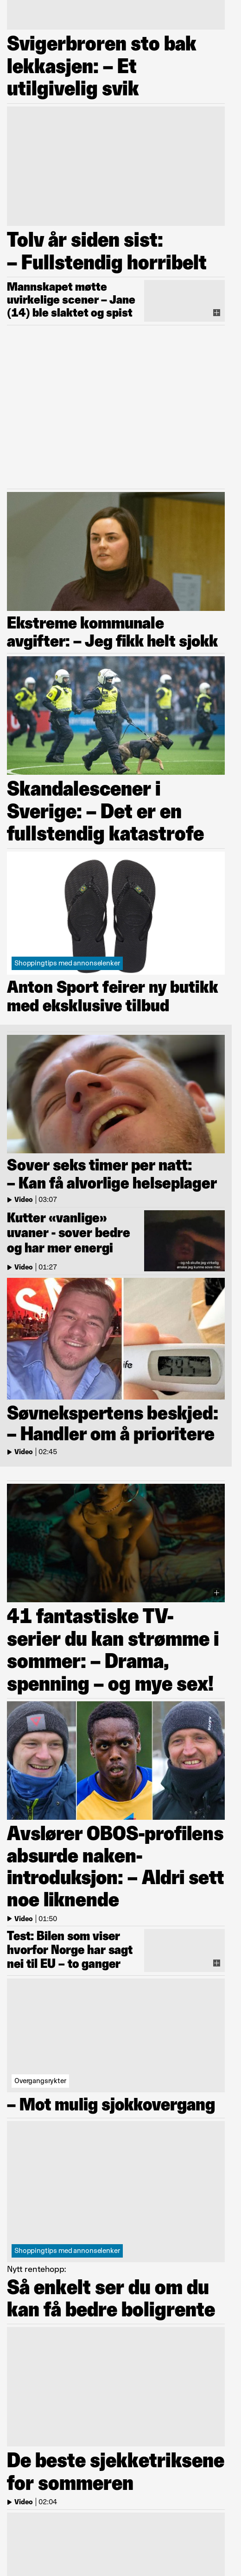 Svigerbroren sto bak
lekkasjen: – Et
utilgivelig svik
Tolv år siden sist:
– Fullstendig horribelt
Mannskapet møtte
uvirkelige scener – Jane
(14) ble slaktet og spist
Ekstreme kommunale
avgifter: – Jeg fikk helt sjokk
Skandalescener i
Sverige: – Det er en
fullstendig katastrofe
Shoppingtips med annonselenker
Anton Sport feirer ny butikk
med eksklusive tilbud
Sover seks timer per natt:
– Kan få alvorlige helseplager
Video | 03:07
Kutter «vanlige»
uvaner - sover bedre
og har mer energi
Video | 01:27
Søvnekspertens beskjed:
– Handler om å prioritere
Video | 02:45
41 fantastiske TV-
serier du kan strømme i
sommer: – Drama,
spenning – og mye sex!
Avslører OBOS-profilens
absurde naken-
introduksjon: – Aldri sett
noe liknende
Video | 01:50
Test: Bilen som viser
hvorfor Norge har sagt
nei til EU – to ganger
Overgangsrykter
– Mot mulig sjokkovergang
Shoppingtips med annonselenker
Nytt rentehopp:
Så enkelt ser du om du
kan få bedre boligrente
De beste sjekketriksene
for sommeren
Video | 02:04